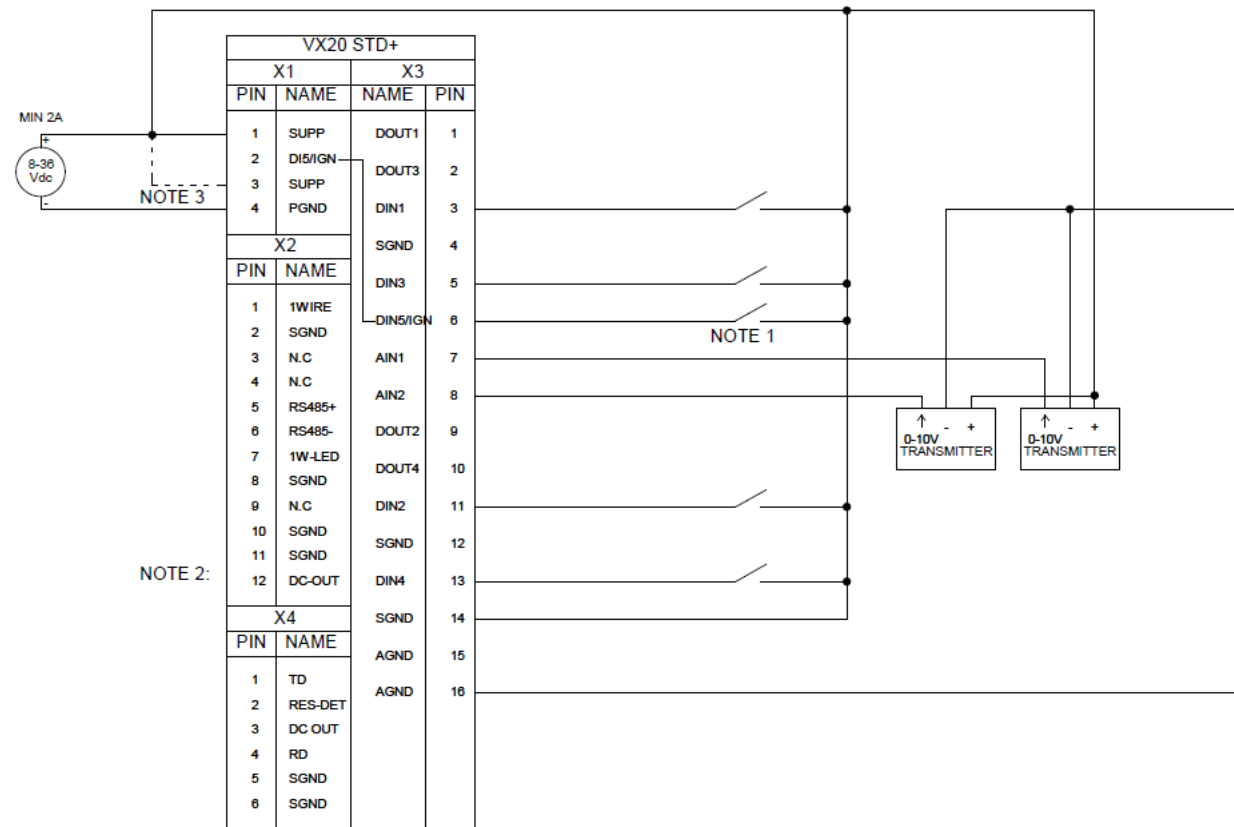 VX20 STD+
X1 X3
PIN NAME NAME PIN
MIN 2A
+
8-36
Vdc
-
NOTE 3
1 SUPP DOUT1 1
2 DI5/IGN DOUT3 2
3 SUPP
4 PGND DIN1 3
X2 SGND 4
PIN NAME
DIN3 5
1 1WIRE DIN5/IGN 6
2 SGND
NOTE 1
3 N.C AIN1 7
4 N.C AIN2 8
5 RS485+
6 RS485- DOUT2 9
7 1W-LED DOUT4 10
8 SGND
9 N.C DIN2 11
10 SGND SGND 12
11 SGND
NOTE 2:
12 DC-OUT DIN4 13
X4 SGND 14
PIN NAME
AGND 15
1 TD AGND 16
2 RES-DET
3 DC OUT
4 RD
5 SGND
6 SGND
↑ - +
0-10V
TRANSMITTER
↑ - +
0-10V
TRANSMITTER